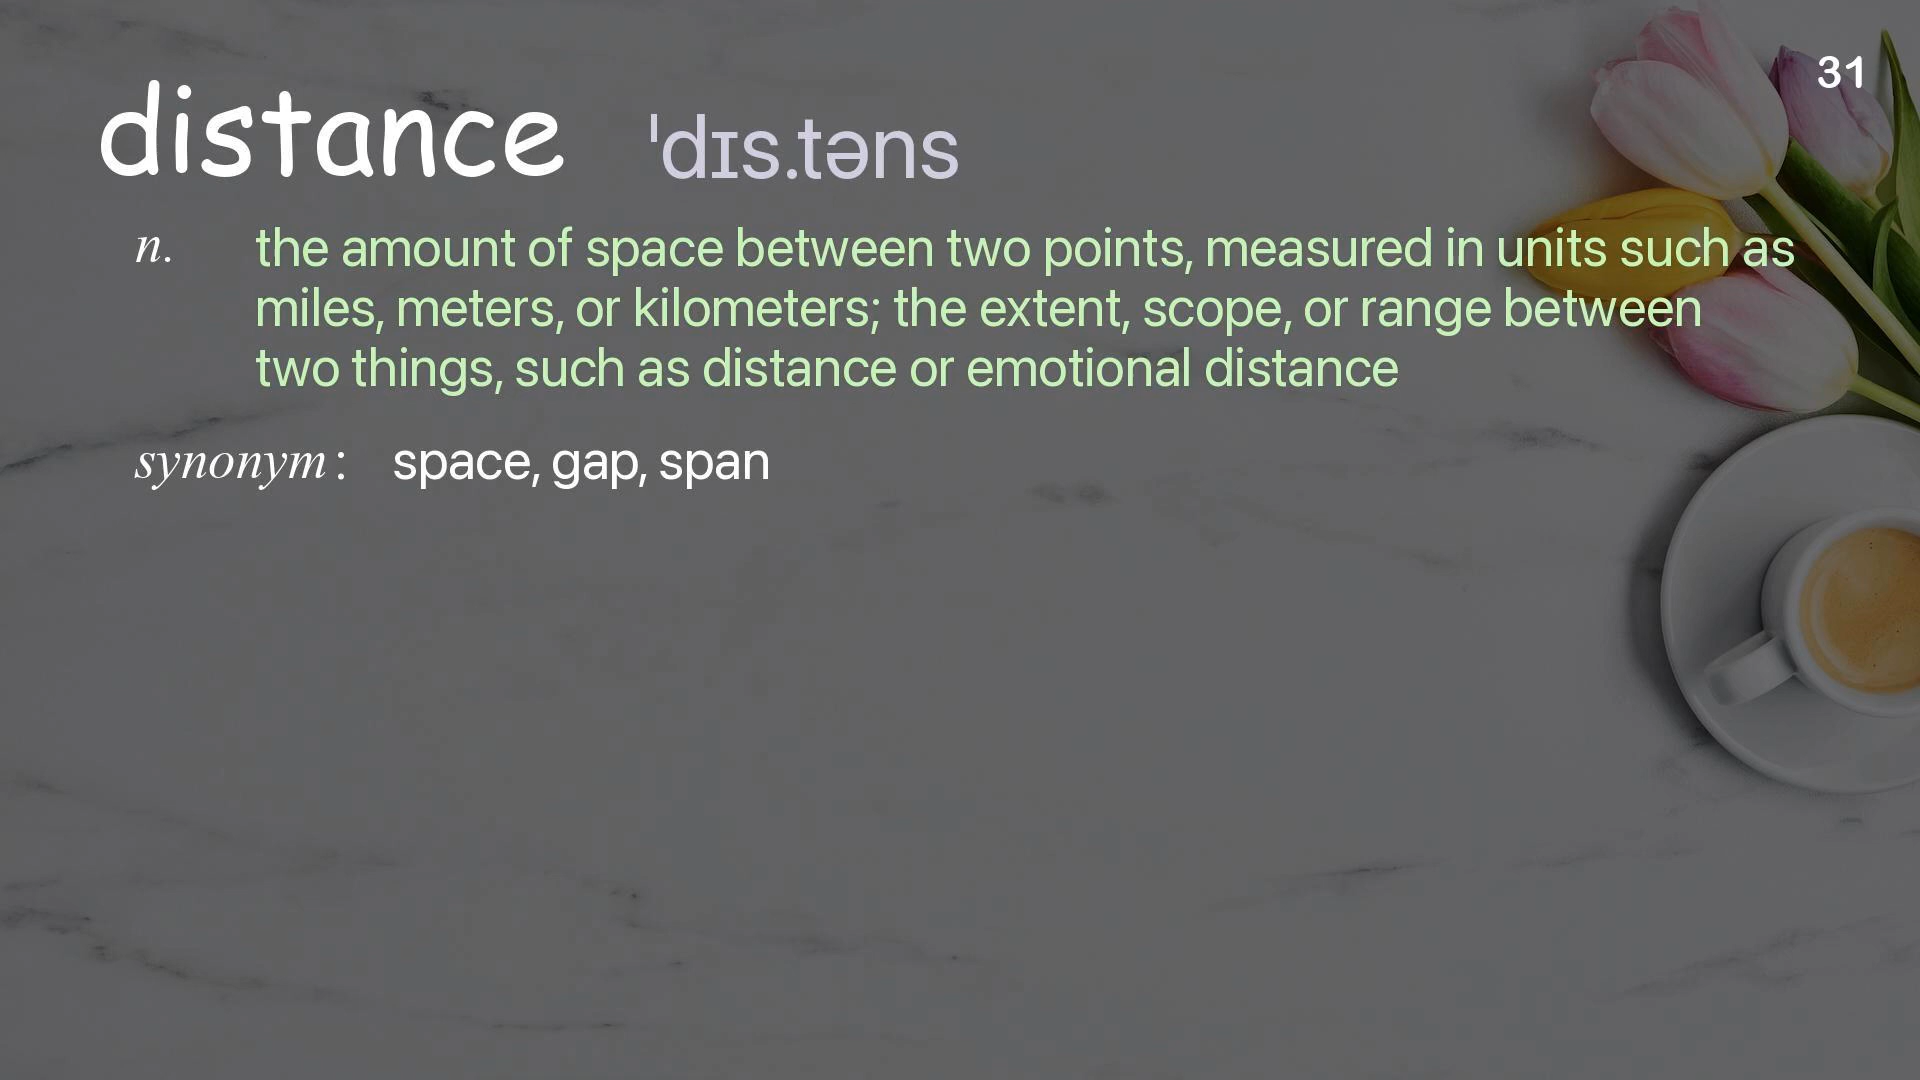 31
distance ˈdɪs.təns
n. the amount of space between two points, measured in units such as
miles, meters, or kilometers; the extent, scope, or range between
two things, such as distance or emotional distance
synonym: space, gap, span